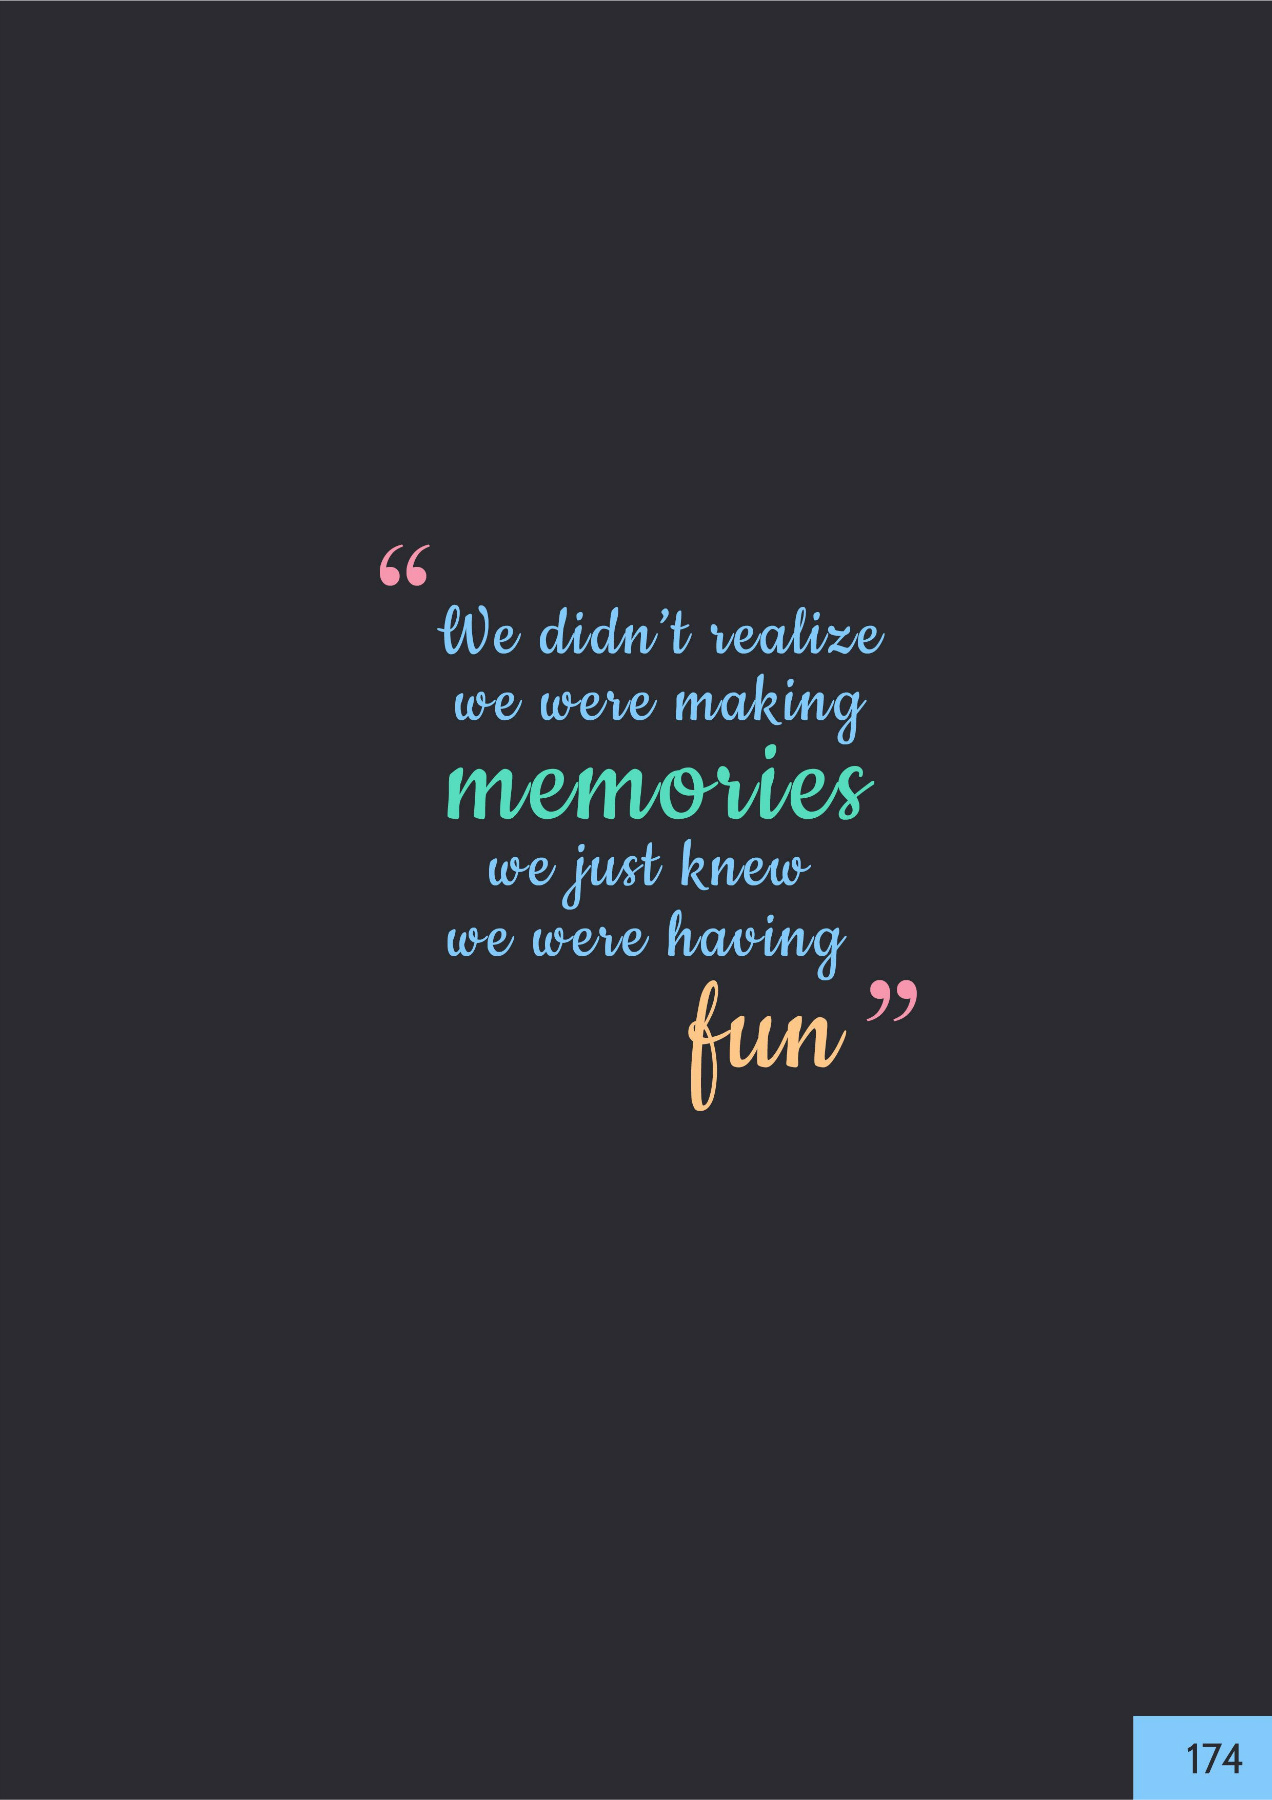 “We didn’t realize
we were making
memories
we just knew
we were having
fun”
174